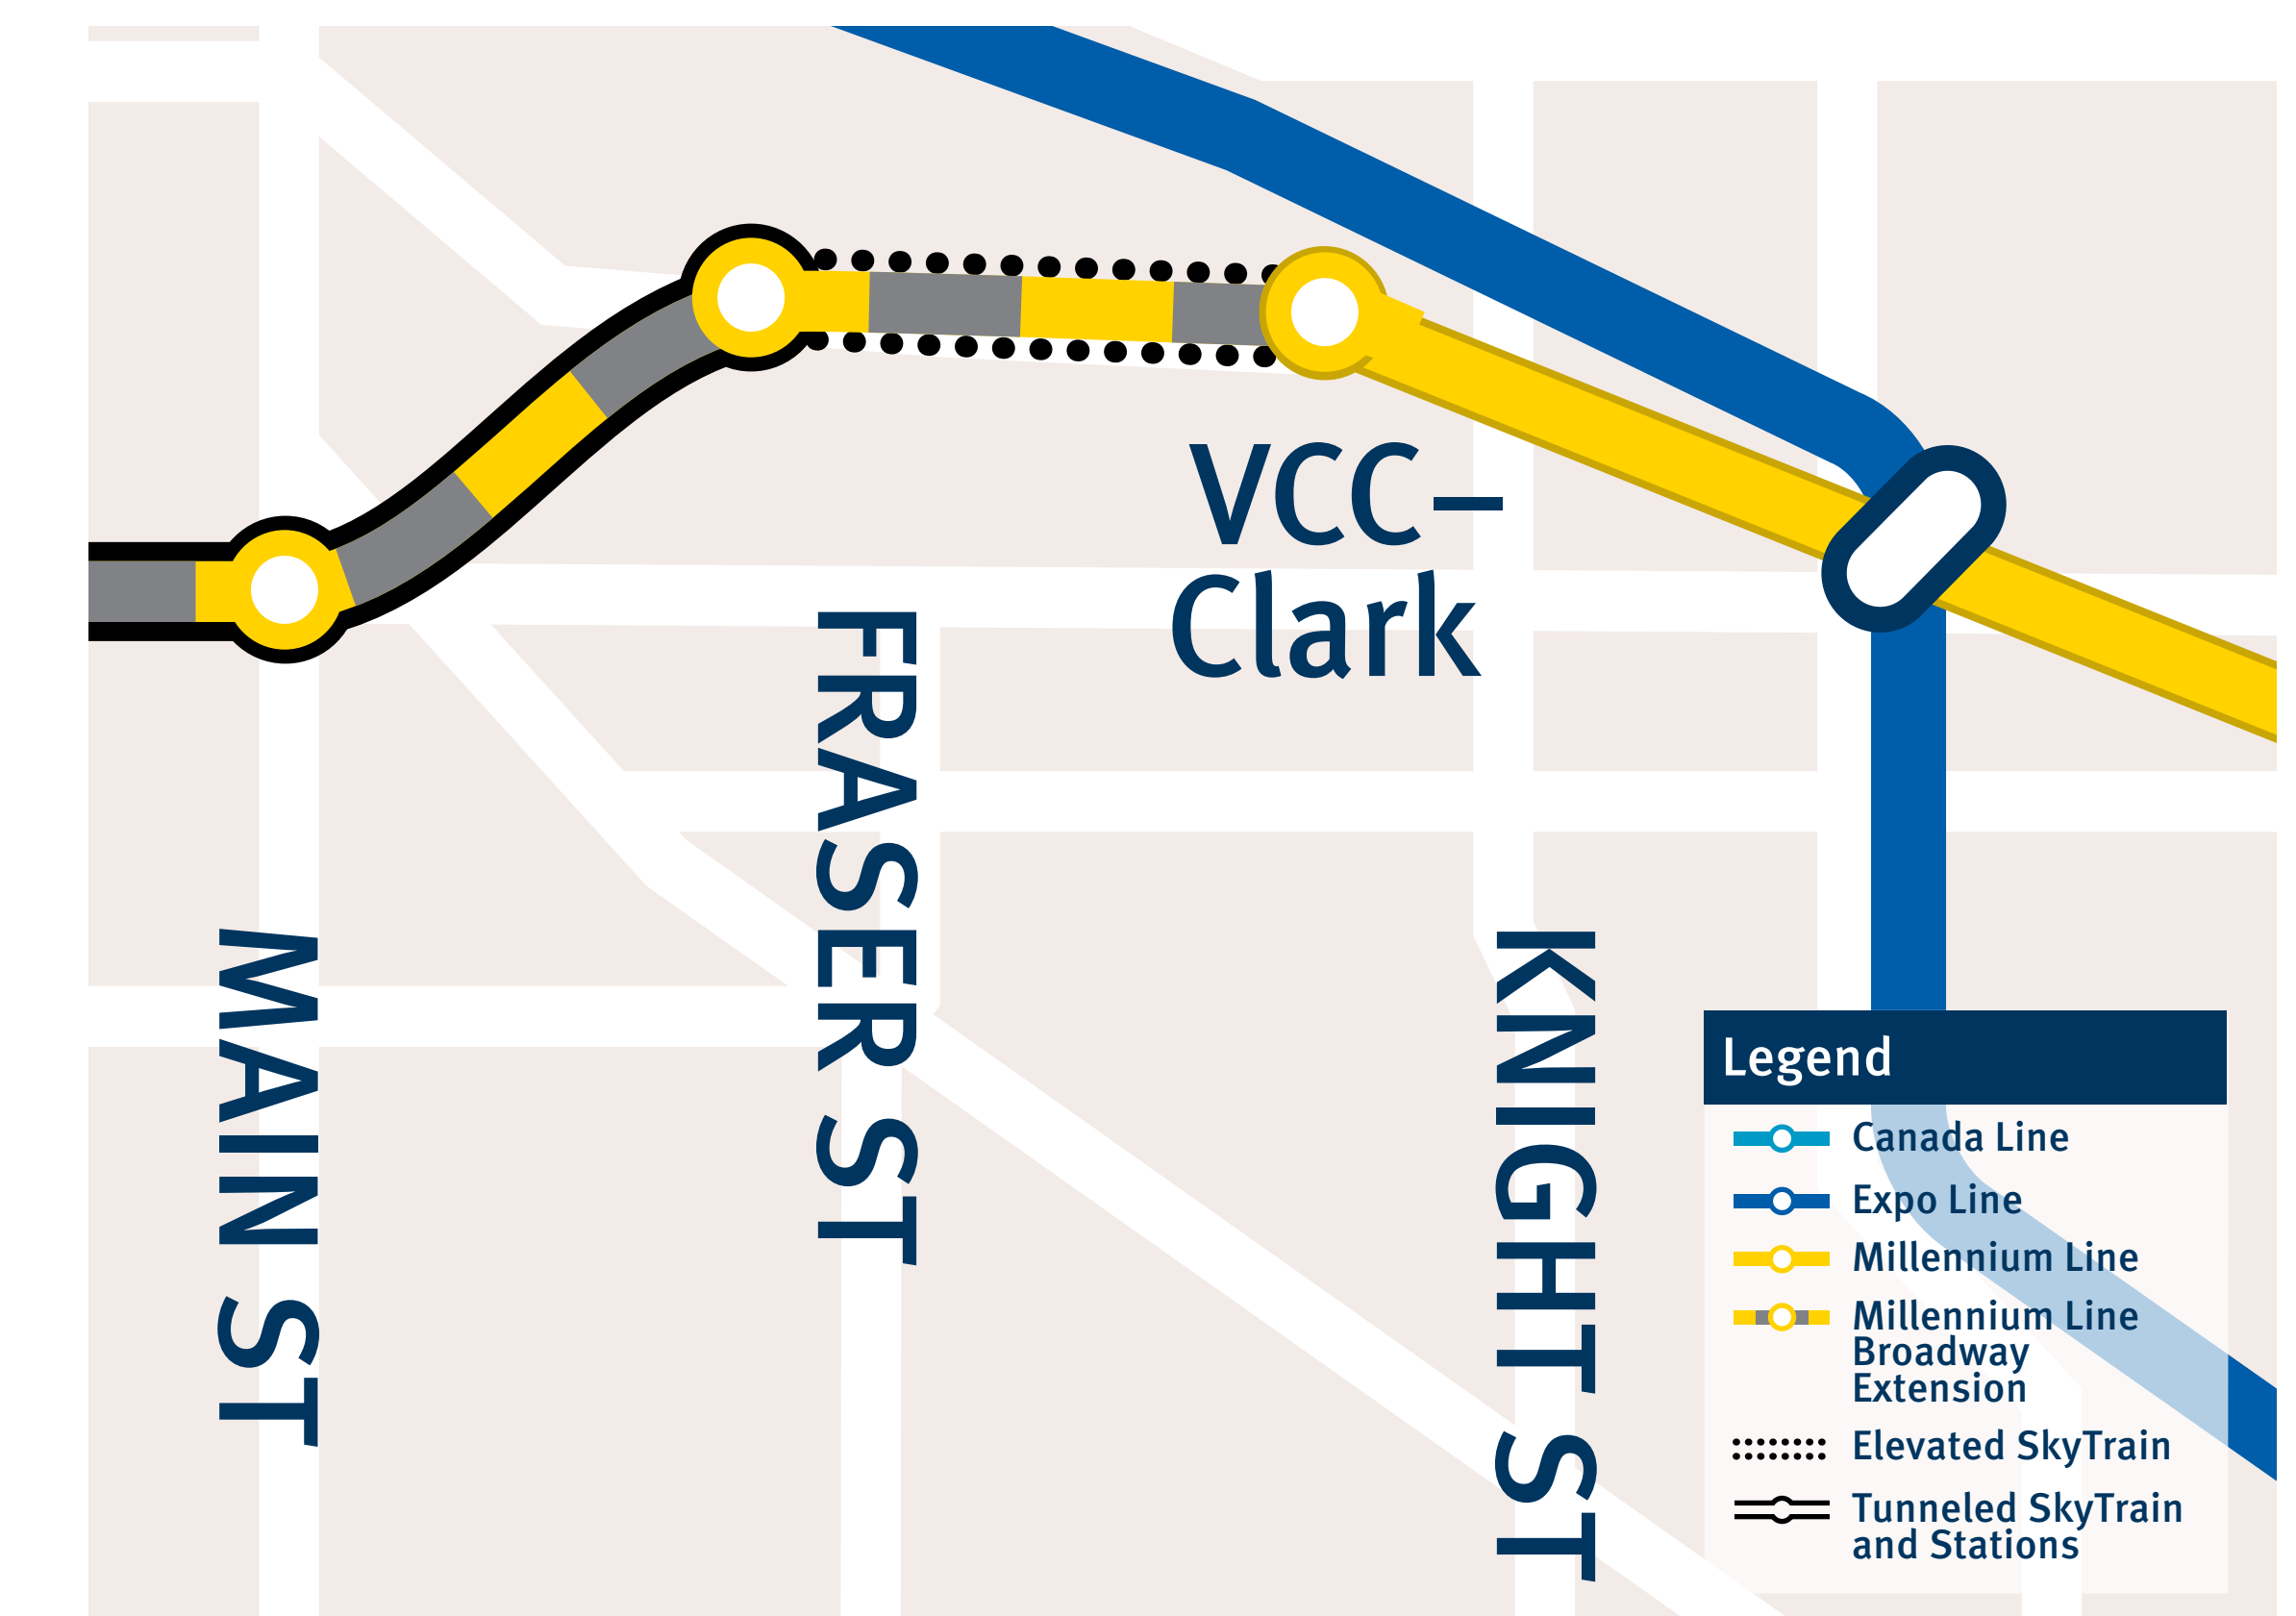 VCC –
Clark
FRASER ST
MAIN ST
KNIGHT ST
Legend
Canada Line
Expo Line
Millennium Line
Millennium Line
Broadway
Extension
Elevated SkyTrain
Tunneled SkyTrain
and Stations